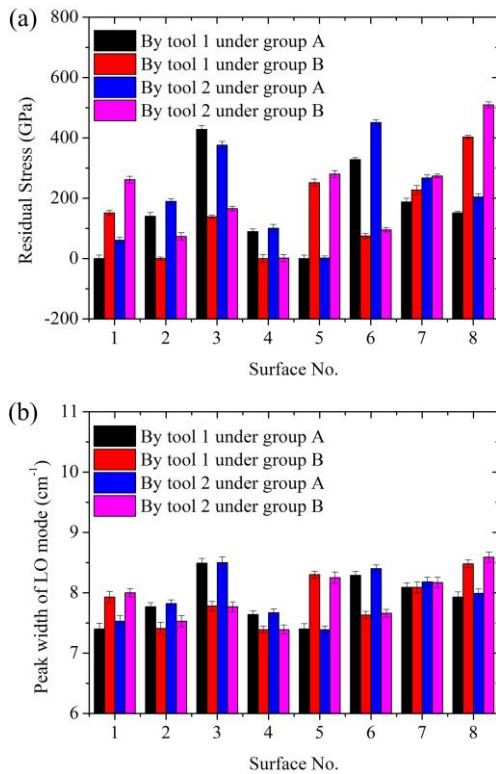 (a)
800
600
400
200
0
-200
Residual Stress (GPa)
By tool 1 under group A
By tool 1 under group B
By tool 2 under group A
By tool 2 under group B
1 2 3 4 5 6 7 8
Surface No.
(b)
11
10
9
8
7
6
Peak width of LO mode (cm-1)
By tool 1 under group A
By tool 1 under group B
By tool 2 under group A
By tool 2 under group B
1 2 3 4 5 6 7 8
Surface No.